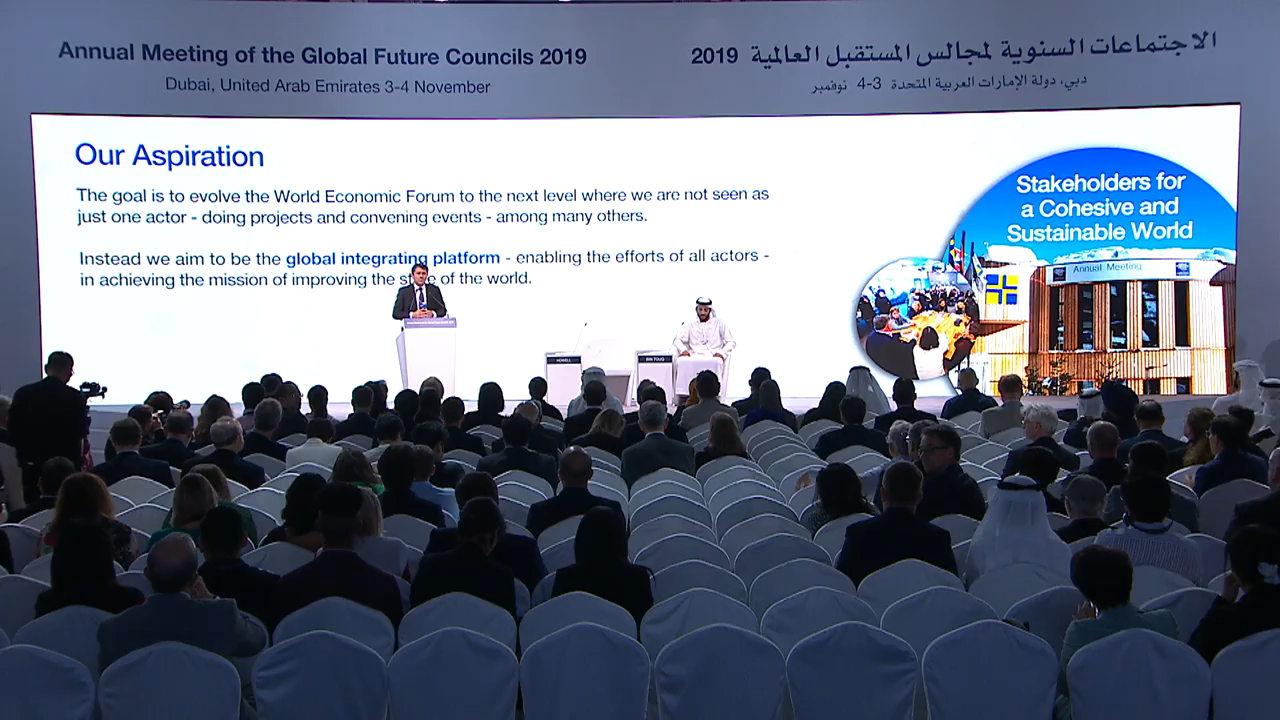 Annual Meeting of the Global Future Councils 2019
Dubai, United Arab Emirates 3-4 November
الاجتماعات السنوية لمجالس المستقبل العالمية 2019
دبي، دولة الإمارات العربية المتحدة 3-4 نوفمبر
Our Aspiration
The goal is to evolve the World Economic Forum to the next level where we are not seen as
just one actor - doing projects and convening events - among many others.
Instead we aim to be the global integrating platform - enabling the efforts of all actors -
in achieving the mission of improving the of the world.
Stakeholders for
a Cohesive and
Sustainable World
Annual Meeting
HOWELL
BIN TOUQ